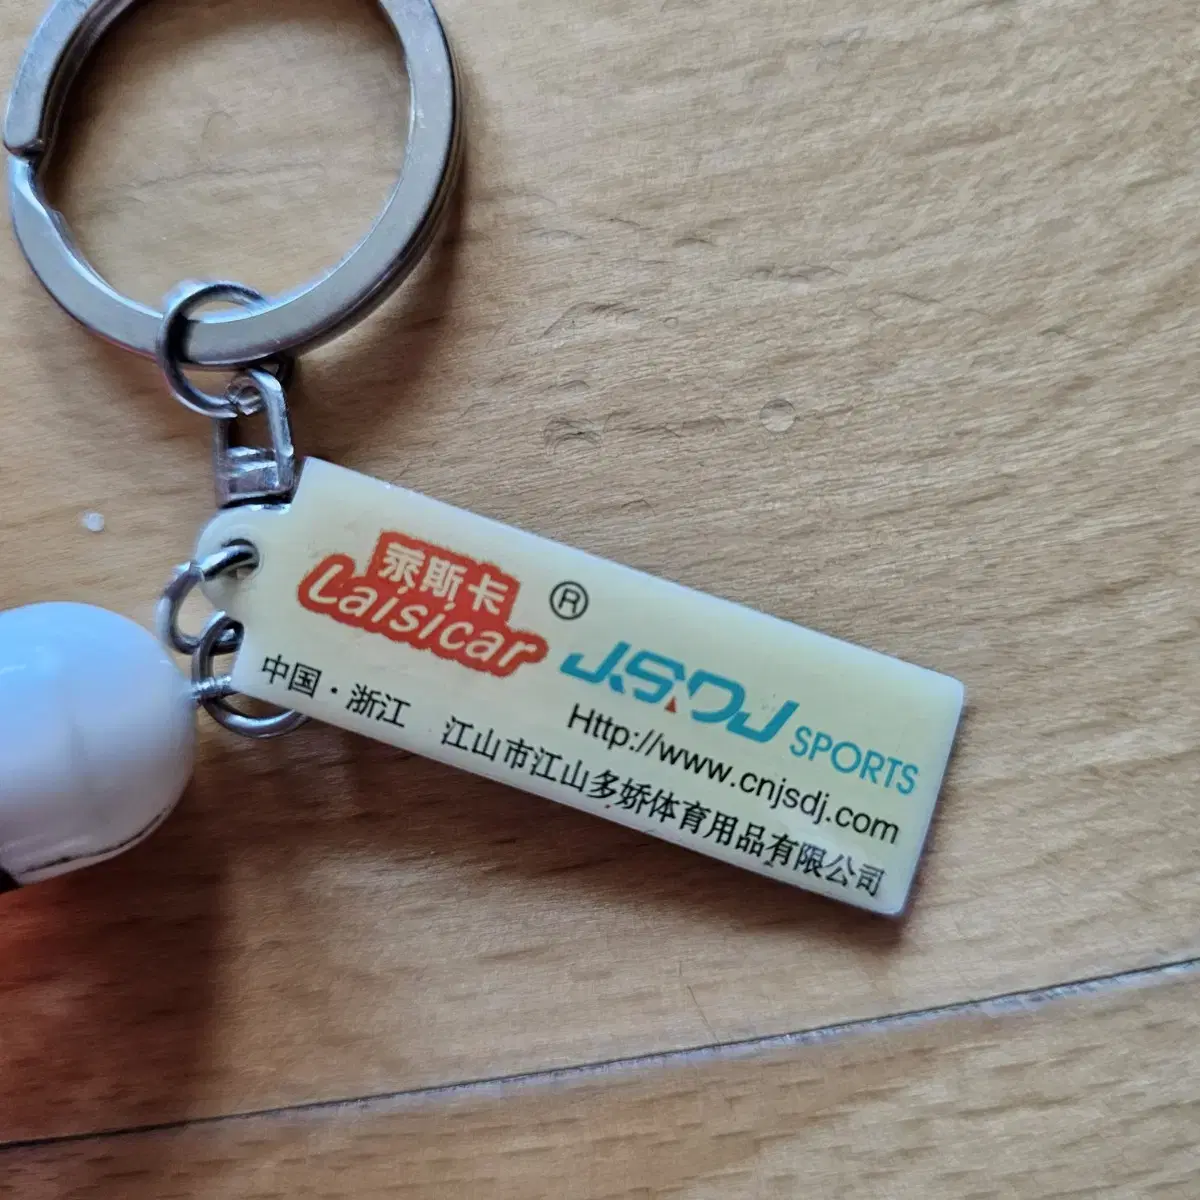 莱斯卡
Laisicar ®
JSDJ SPORTS
Http://www.cnjsdj.com
中国·浙江 江山市江山多娇体育用品有限公司